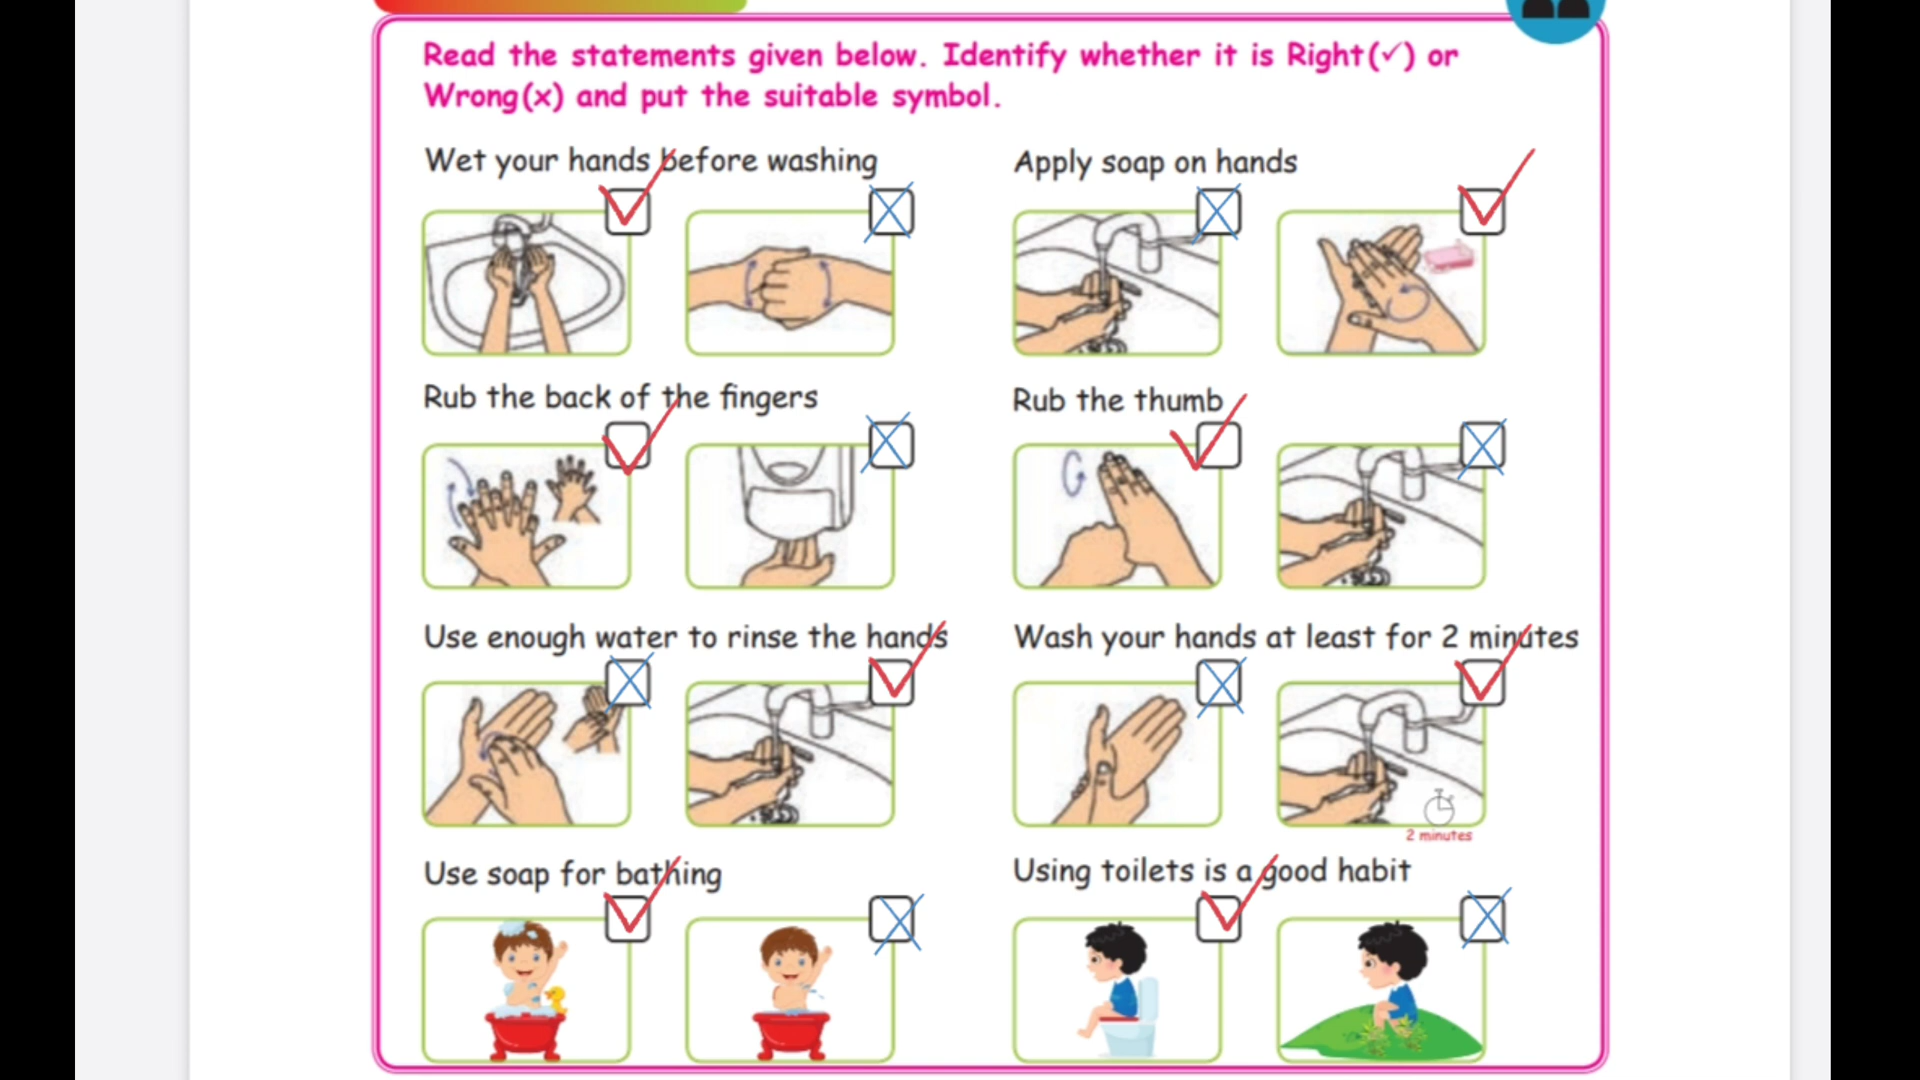 Read the statements given below. Identify whether it is Right(✓) or
Wrong(x) and put the suitable symbol.
Wet your hands before washing
Apply soap on hands
Rub the back of the fingers
Rub the thumb
Use enough water to rinse the hands
Wash your hands at least for 2 minutes
2 minutes
Use soap for bathing
Using toilets is a good habit